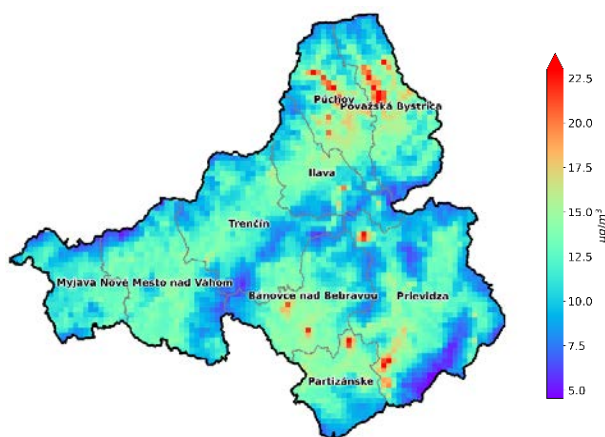 Púchov
Považská Bystrica
Ilava
Trenčín
Myjava Nové Mesto nad Váhom
Bánovce nad Bebravou
Prievidza
Partizánske
22.5
20.0
17.5
15.0
12.5
10.0
7.5
5.0
µg/m³